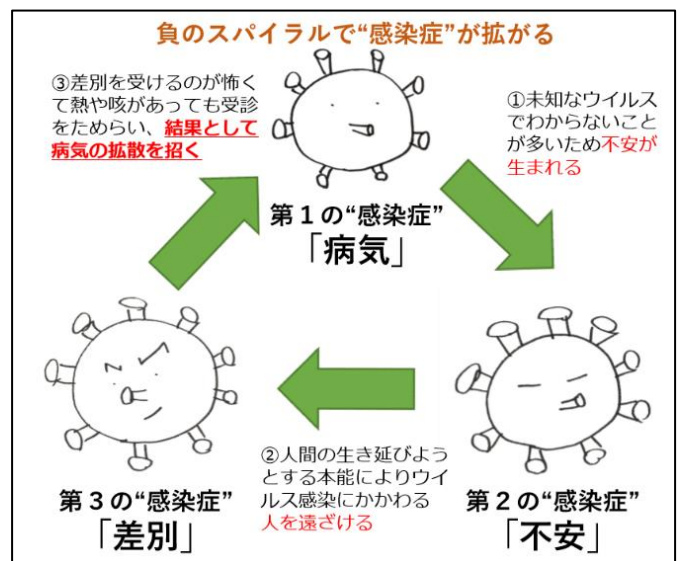 負のスパイラルで“感染症”が拡がる
③差別を受けるのが怖く
て熱や咳があっても受診
をためらい、結果として
病気の拡散を招く
①未知なウイルス
でわからないこと
が多いため不安が
生まれる
第１の“感染症”
「病気」
②人間の生き延びよう
とする本能によりウイ
ルス感染にかかわる
人を遠ざける
第３の“感染症”
「差別」
第２の“感染症”
「不安」